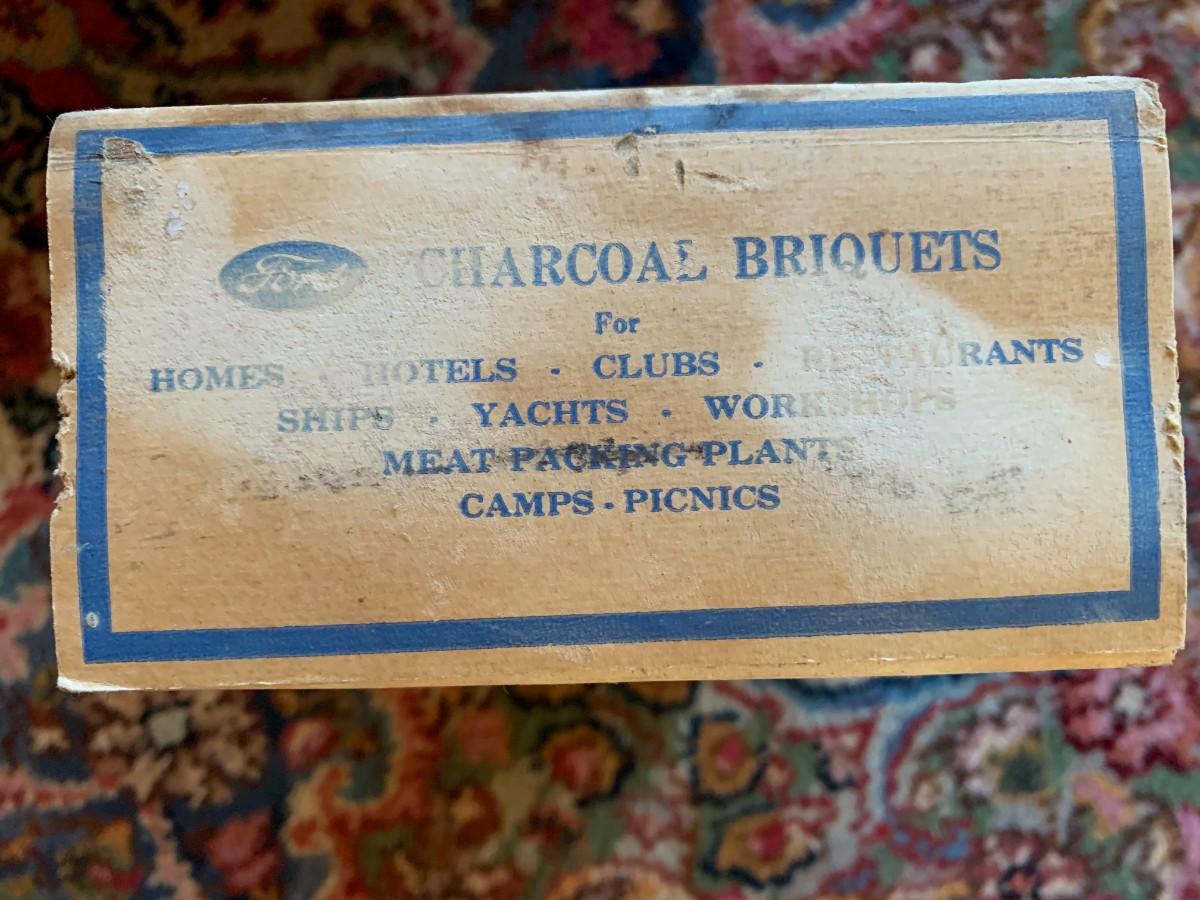 Ford CHARCOAL BRIQUETS
For
HOMES · HOTELS · CLUBS · RESTAURANTS
SHIPS · YACHTS · WORKSHOPS
MEAT PACKING PLANTS
CAMPS · PICNICS